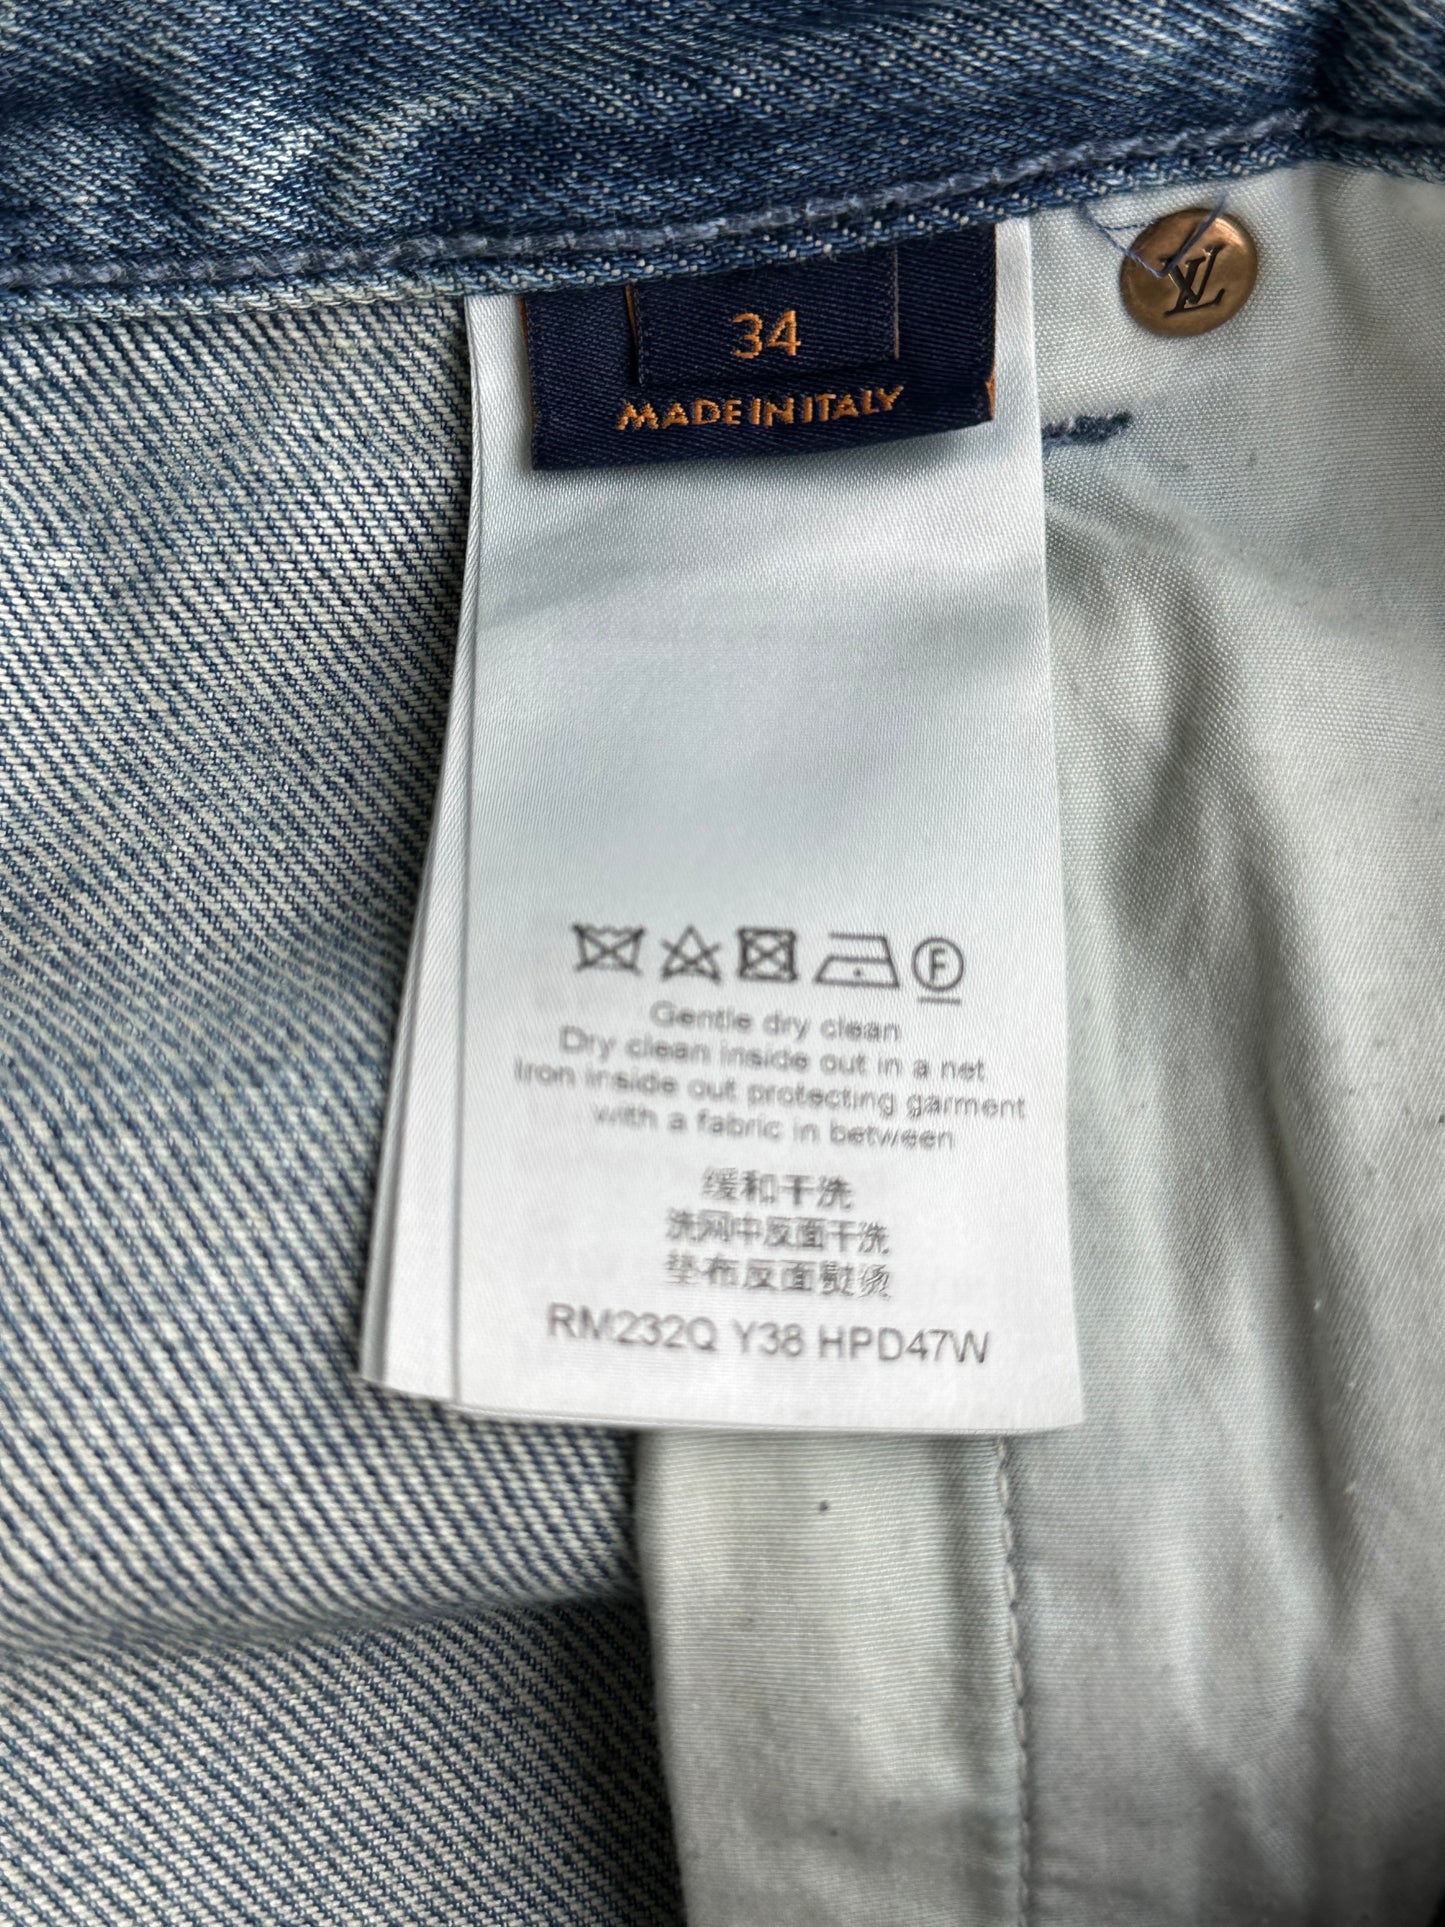 LV
34
MADE IN ITALY
F
Gentle dry clean
Dry clean inside out in a net
Iron inside out protecting garment
with a fabric in between
缓和干洗
洗网中反面干洗
垫布反面熨烫
RM232Q Y38 HPD47W